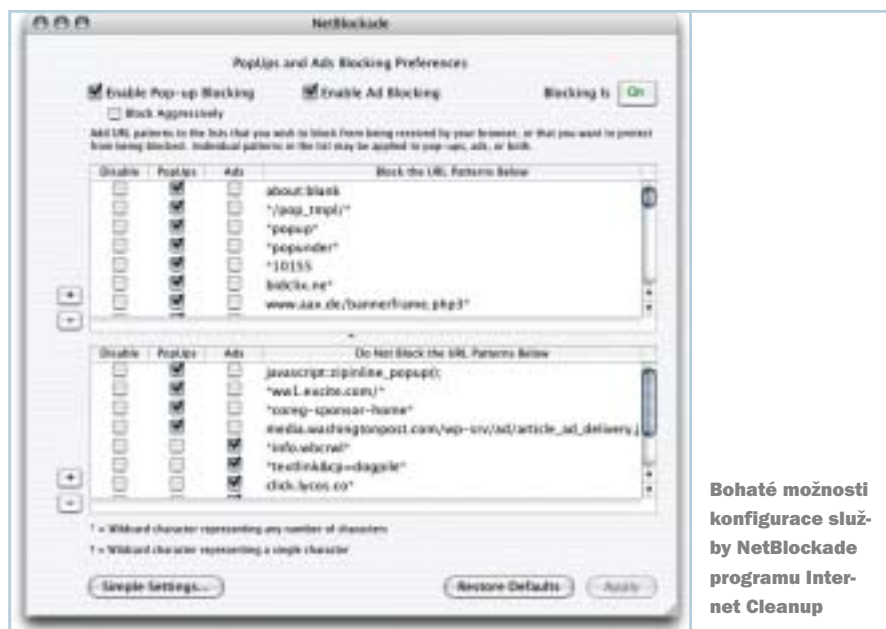 NetBlockade
PopUps and Ads Blocking Preferences
Enable Pop-up Blocking Enable Ad Blocking Blocking Is On
Block Aggressively
Add URL patterns to the lists that you wish to block from being received by your browser, or that you want to protect
from being blocked. Individual patterns in the list may be applied to pop-ups, ads, or both.
Disable PopUps Ads Block the URL Patterns Below
about:blank
*/pop_tmpl/*
*popup*
*popunder*
*10155
bidclix.ne*
www.aax.de/bannerframe.php3*
+
-
Disable PopUps Ads Do Not Block the URL Patterns Below
javascript:zipinline_popup();
*ww1.excite.com/*
*coreg-sponsor-home*
media.washingtonpost.com/wp-srv/ad/article_ad_delivery.j
*info.wbcrwl*
*textlink&cp=dogpile*
click.lycos.co*
+
-
* = Wildcard character representing any number of characters
= Wildcard character representing a single character
Simple Settings... Restore Defaults Apply
Bohaté možnosti
konfigurace služ-
by NetBlockade
programu Inter-
net Cleanup